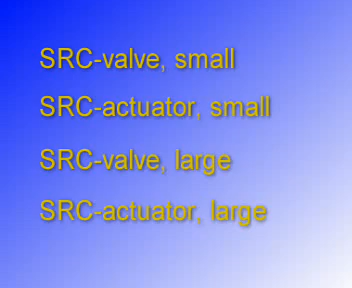 SRC-valve, small
SRC-actuator, small
SRC-valve, large
SRC-actuator, large